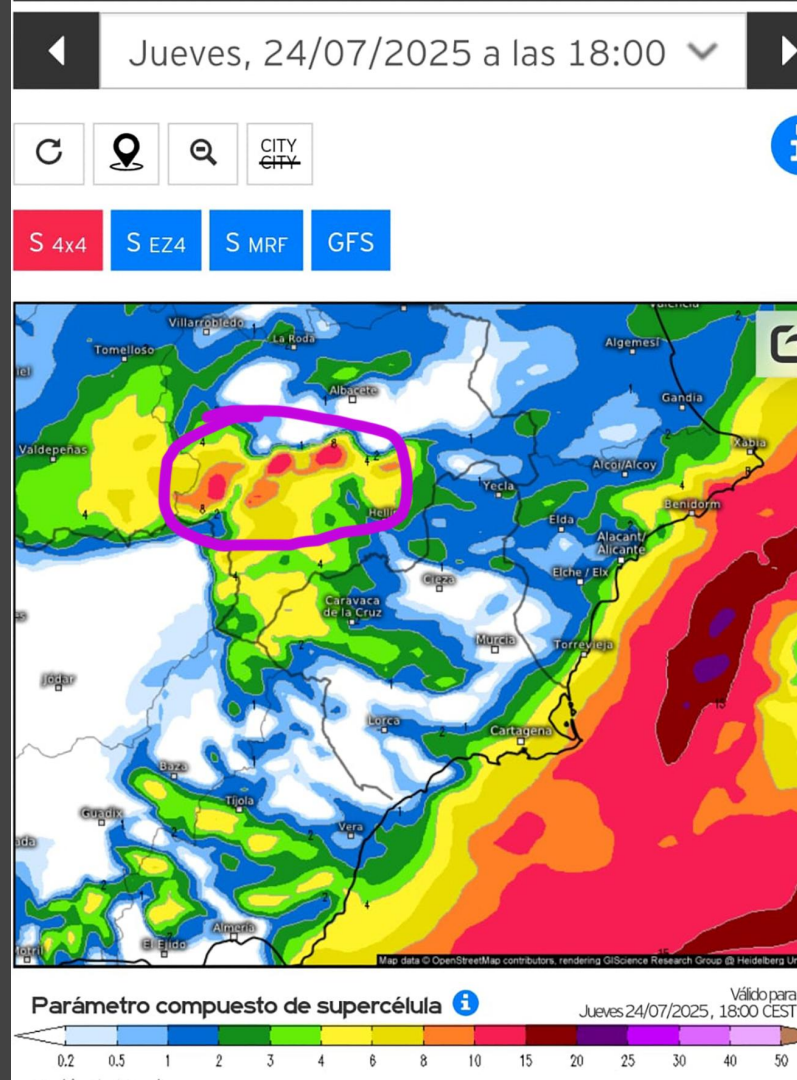 Jueves, 24/07/2025 a las 18:00
CITY
CITY
S 4x4
S EZ4
S MRF
GFS
Valencia
Villarrobledo
La Roda
Tomelloso
Algemesí
Albacete
Gandia
Valdepeñas
Xàbia
Alcoi/Alcoy
Yecla
Benidorm
Hellín
Elda
Alacant/
Alicante
Elche / Elx
Cieza
Caravaca
de la Cruz
Murcia
Torrevieja
Jódar
Lorca
Cartagena
Baza
Tíjola
Guadix
Vera
Almería
El Ejido
Motril
Map data © OpenStreetMap contributors, rendering GIScience Research Group @ Heidelberg Un
Parámetro compuesto de supercélula
Válido para
Jueves 24/07/2025, 18:00 CEST
0.2 0.5 1 2 3 4 6 8 10 15 20 25 30 40 50